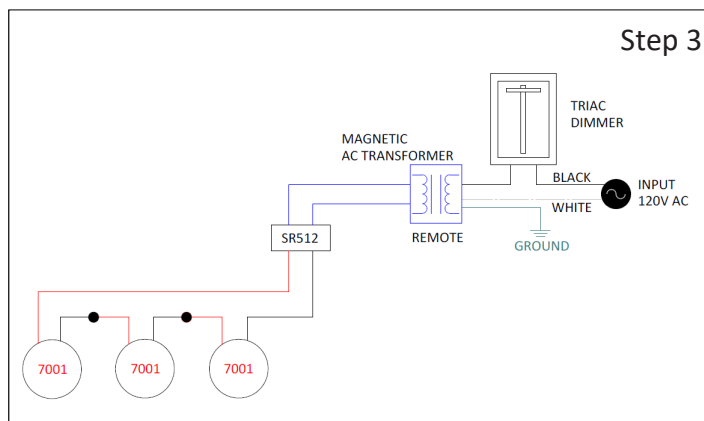 Step 3
TRIAC
DIMMER
MAGNETIC
AC TRANSFORMER
BLACK
INPUT
120V AC
WHITE
SR512
REMOTE
GROUND
7001
7001
7001